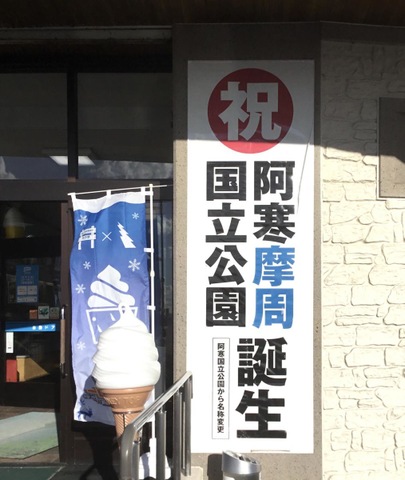 祝
阿寒摩周
国立公園
誕生
阿寒国立公園から名称変更